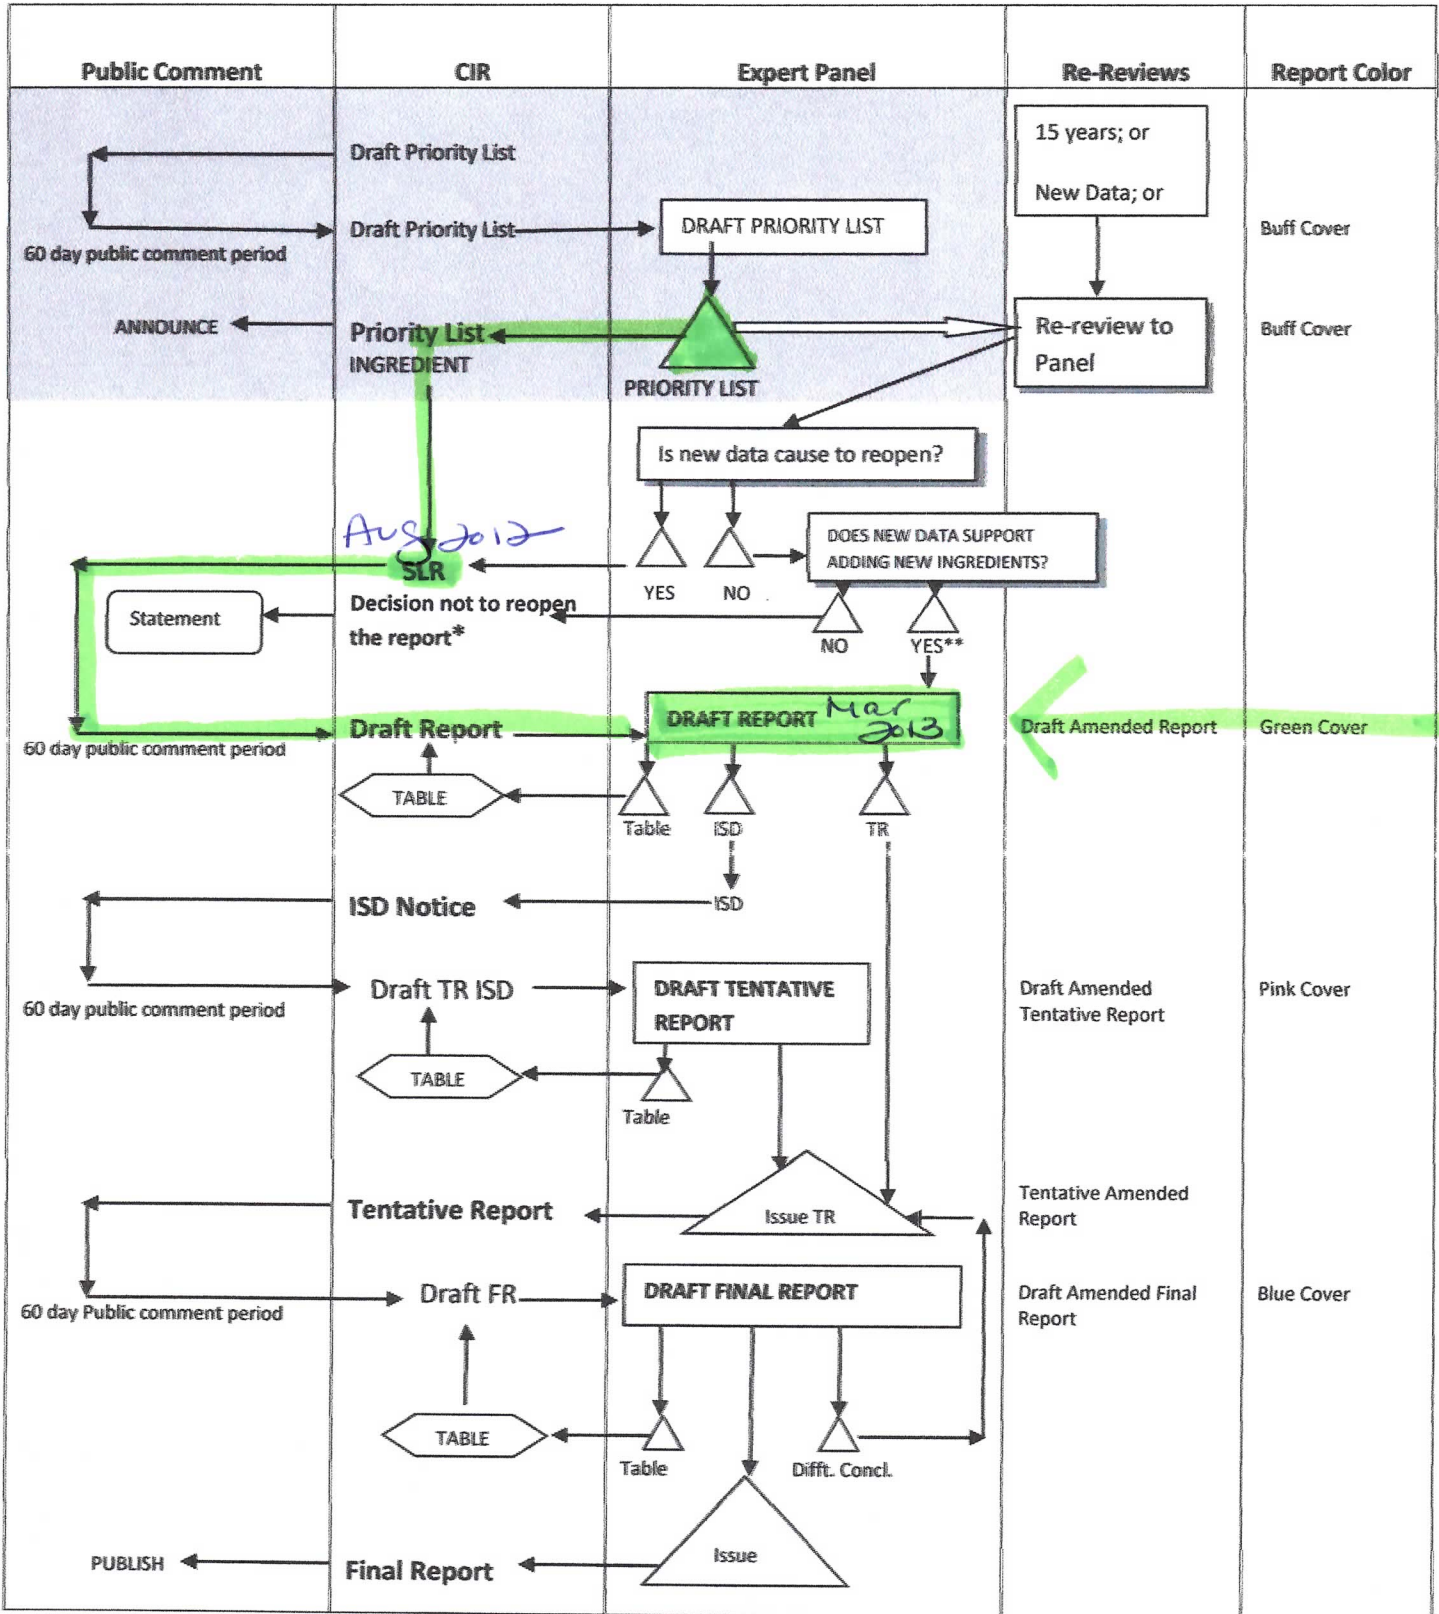 Public Comment
CIR
Expert Panel
Re-Reviews
Report Color
15 years; or
New Data; or
Draft Priority List
Draft Priority List
DRAFT PRIORITY LIST
Buff Cover
60 day public comment period
ANNOUNCE
Priority List
INGREDIENT
PRIORITY LIST
Re-review to
Panel
Buff Cover
Is new data cause to reopen?
Aug 2012
SLR
YES
NO
DOES NEW DATA SUPPORT
ADDING NEW INGREDIENTS?
Statement
Decision not to reopen
the report*
NO
YES**
60 day public comment period
Draft Report
DRAFT REPORT Mar
2013
Draft Amended Report
Green Cover
TABLE
Table
ISD
TR
ISD Notice
ISD
60 day public comment period
Draft TR ISD
DRAFT TENTATIVE
REPORT
Draft Amended
Tentative Report
Pink Cover
TABLE
Table
Tentative Report
Issue TR
Tentative Amended
Report
60 day Public comment period
Draft FR
DRAFT FINAL REPORT
Draft Amended Final
Report
Blue Cover
TABLE
Table
Difft. Concl.
PUBLISH
Final Report
Issue